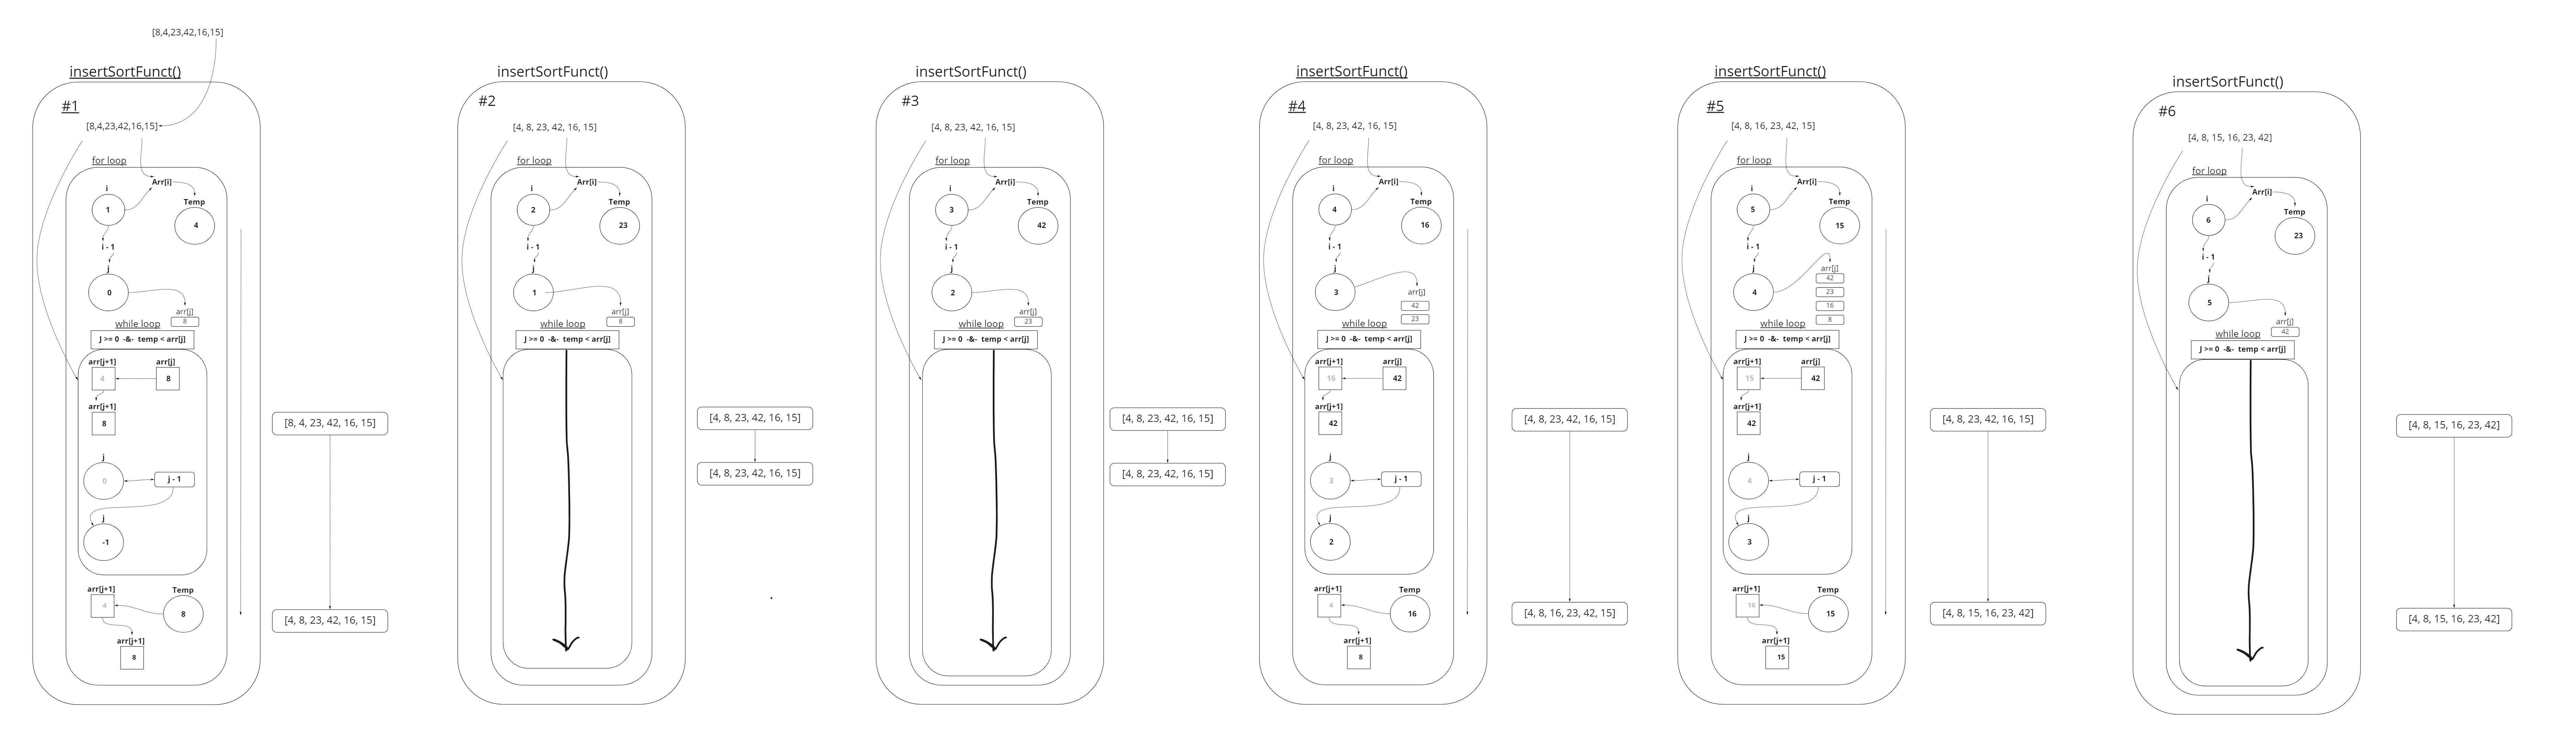 [8,4,23,42,16,15]
insertSortFunct()
#1
[8,4,23,42,16,15]
for loop
i
Arr[i]
1
Temp
4
i - 1
j
0
arr[j]
8
while loop
J >= 0 -&- temp < arr[j]
arr[j+1]
arr[j]
4
8
arr[j+1]
8
j
0
j - 1
j
-1
arr[j+1]
Temp
4
8
arr[j+1]
8
[8, 4, 23, 42, 16, 15]
[4, 8, 23, 42, 16, 15]
insertSortFunct()
#2
[4, 8, 23, 42, 16, 15]
for loop
i
Arr[i]
2
Temp
23
i - 1
j
1
arr[j]
8
while loop
J >= 0 -&- temp < arr[j]
[4, 8, 23, 42, 16, 15]
[4, 8, 23, 42, 16, 15]
insertSortFunct()
#3
[4, 8, 23, 42, 16, 15]
for loop
i
Arr[i]
3
Temp
42
i - 1
j
2
arr[j]
23
while loop
J >= 0 -&- temp < arr[j]
[4, 8, 23, 42, 16, 15]
[4, 8, 23, 42, 16, 15]
insertSortFunct()
#4
[4, 8, 23, 42, 16, 15]
for loop
i
Arr[i]
4
Temp
16
i - 1
j
3
arr[j]
42
23
while loop
J >= 0 -&- temp < arr[j]
arr[j+1]
arr[j]
16
42
arr[j+1]
42
j
3
j - 1
j
2
arr[j+1]
Temp
4
16
arr[j+1]
8
[4, 8, 23, 42, 16, 15]
[4, 8, 16, 23, 42, 15]
insertSortFunct()
#5
[4, 8, 16, 23, 42, 15]
for loop
i
Arr[i]
5
Temp
15
i - 1
j
4
arr[j]
42
23
16
8
while loop
J >= 0 -&- temp < arr[j]
arr[j+1]
arr[j]
15
42
arr[j+1]
42
j
4
j - 1
j
3
arr[j+1]
Temp
16
15
arr[j+1]
15
[4, 8, 23, 42, 16, 15]
[4, 8, 15, 16, 23, 42]
insertSortFunct()
#6
[4, 8, 15, 16, 23, 42]
for loop
i
Arr[i]
6
Temp
23
i - 1
j
5
arr[j]
42
while loop
J >= 0 -&- temp < arr[j]
[4, 8, 15, 16, 23, 42]
[4, 8, 15, 16, 23, 42]